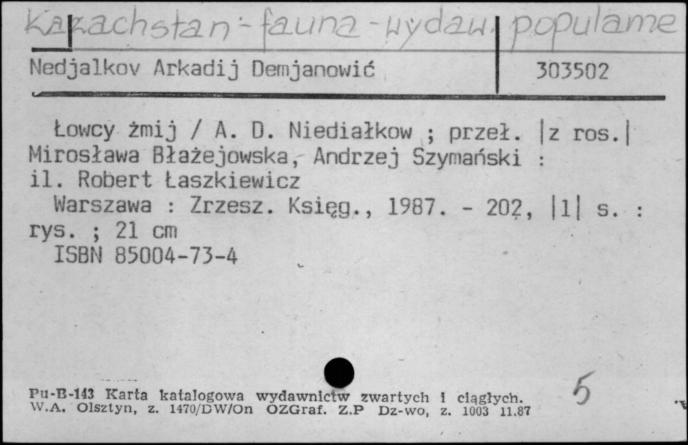 Kazachstan - fauna - wydaw. popularne
Nedjalkov Arkadij Demjanowić 303502
Łowcy żmij / A. D. Niediałkow ; przeł. |z ros.|
Mirosława Błażejowska, Andrzej Szymański :
il. Robert Łaszkiewicz
Warszawa : Zrzesz. Księg., 1987. - 202, |1| s. :
rys. ; 21 cm
ISBN 85004-73-4
5
Pu-B-143 Karta katalogowa wydawnictw zwartych i ciągłych.
W.A. Olsztyn, z. 1470/DW/On OZGraf. Z.P Dz-wo, z. 1003 11.87